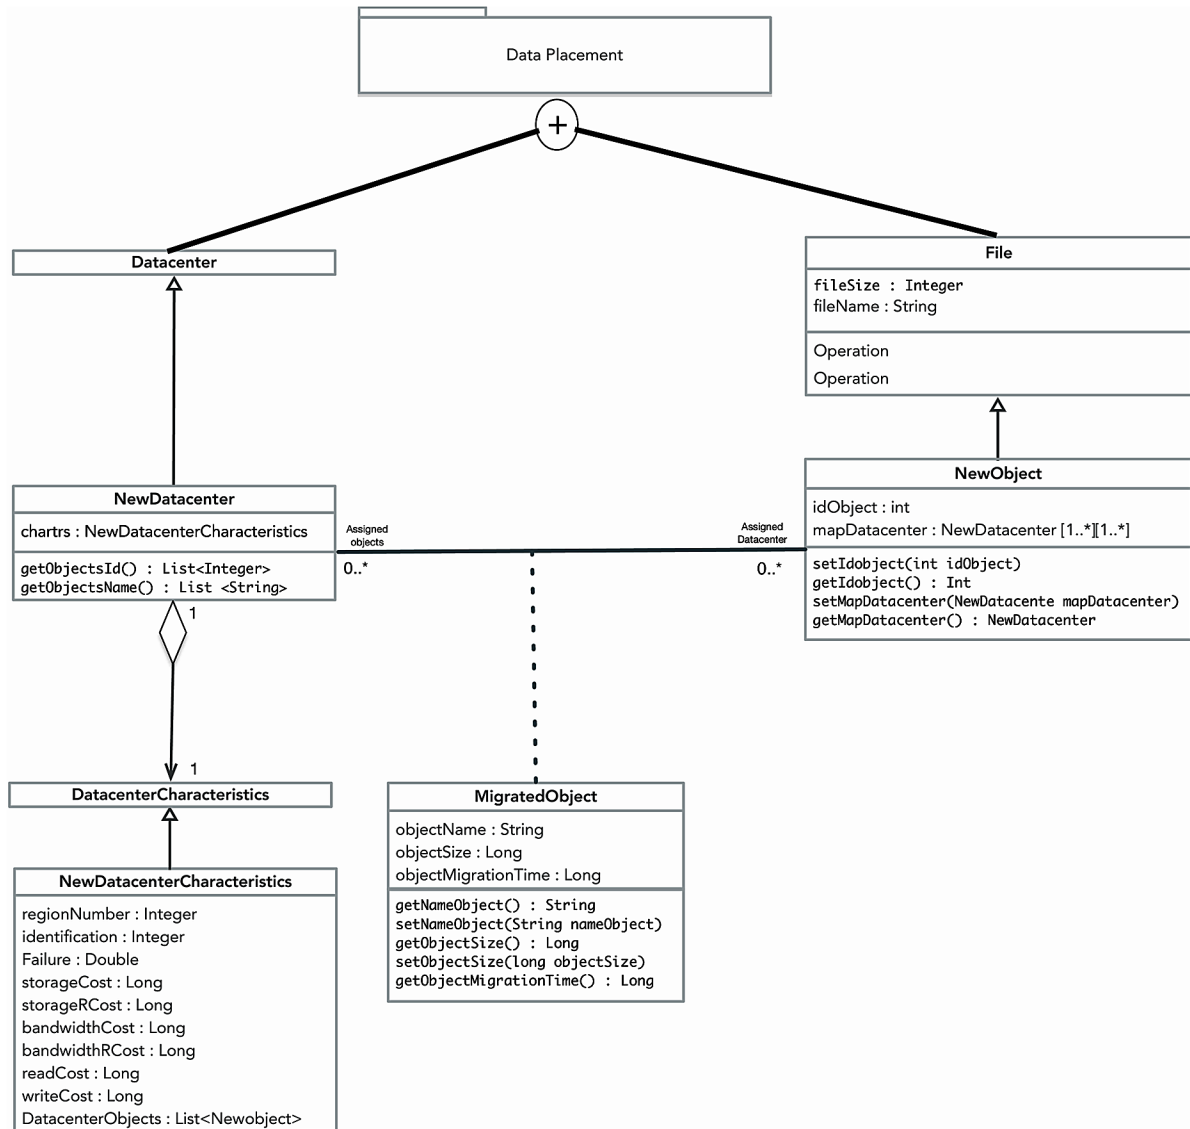 Data Placement
+
Datacenter
File
fileSize : Integer
fileName : String
Operation
Operation
NewDatacenter
chartrs : NewDatacenterCharacteristics
getObjectsId() : List<Integer>
getObjectsName() : List <String>
Assigned
objects
0..*
Assigned
Datacenter
0..*
NewObject
idObject : int
mapDatacenter : NewDatacenter [1..*][1..*]
setIdobject(int idObject)
getIdobject() : Int
setMapDatacenter(NewDatacente mapDatacenter)
getMapDatacenter() : NewDatacenter
1
1
DatacenterCharacteristics
NewDatacenterCharacteristics
regionNumber : Integer
identification : Integer
Failure : Double
storageCost : Long
storageRCost : Long
bandwidthCost : Long
bandwidthRCost : Long
readCost : Long
writeCost : Long
DatacenterObjects : List<Newobject>
MigratedObject
objectName : String
objectSize : Long
objectMigrationTime : Long
getNameObject() : String
setNameObject(String nameObject)
getObjectSize() : Long
setObjectSize(long objectSize)
getObjectMigrationTime() : Long